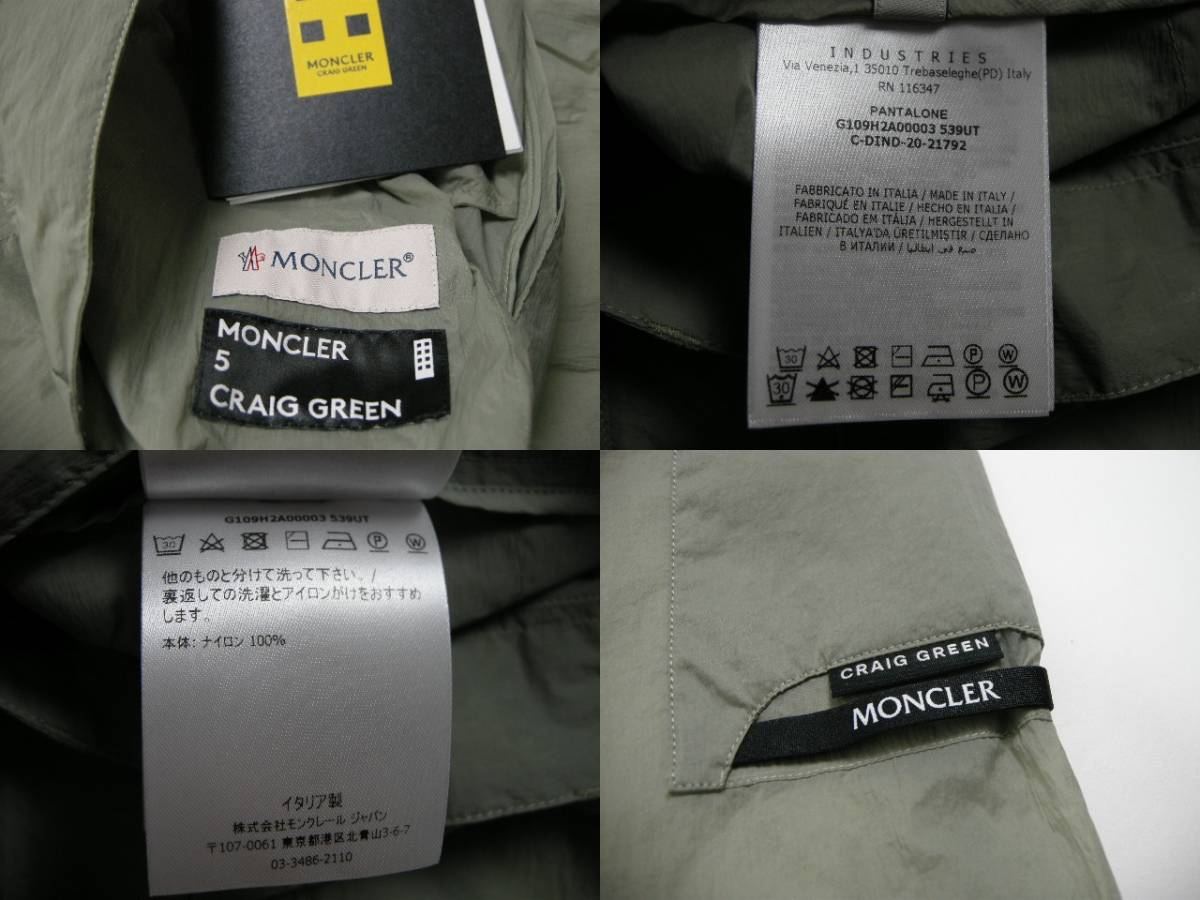 MONCLER
CRAIG GREEN
MONCLER®
MONCLER
5
CRAIG GREEN
INDUSTRIES
Via Venezia,1 35010 Trebaseleghe(PD) Italy
RN 116347
PANTALONE
G109H2A00003 539UT
C-DIND-20-21792
FABBRICATO IN ITALIA / MADE IN ITALY /
FABRIQUÉ EN ITALIE / HECHO EN ITALIA /
FABRICADO EM ITÁLIA / HERGESTELLT IN
ITALIEN / ITALYA'DA ÜRETILMIŞTIR / СДЕЛАНО
В ИТАЛИИ / صنع في ايطاليا
30
P
W
30
P
W
G109H2A00003 539UT
30
P
W
他のものと分けて洗って下さい。/
裏返しての洗濯とアイロンがけをおすすめ
します。
本体: ナイロン 100%
イタリア製
株式会社モンクレール ジャパン
〒107-0061 東京都港区北青山3-6-7
03-3486-2110
CRAIG GREEN
MONCLER